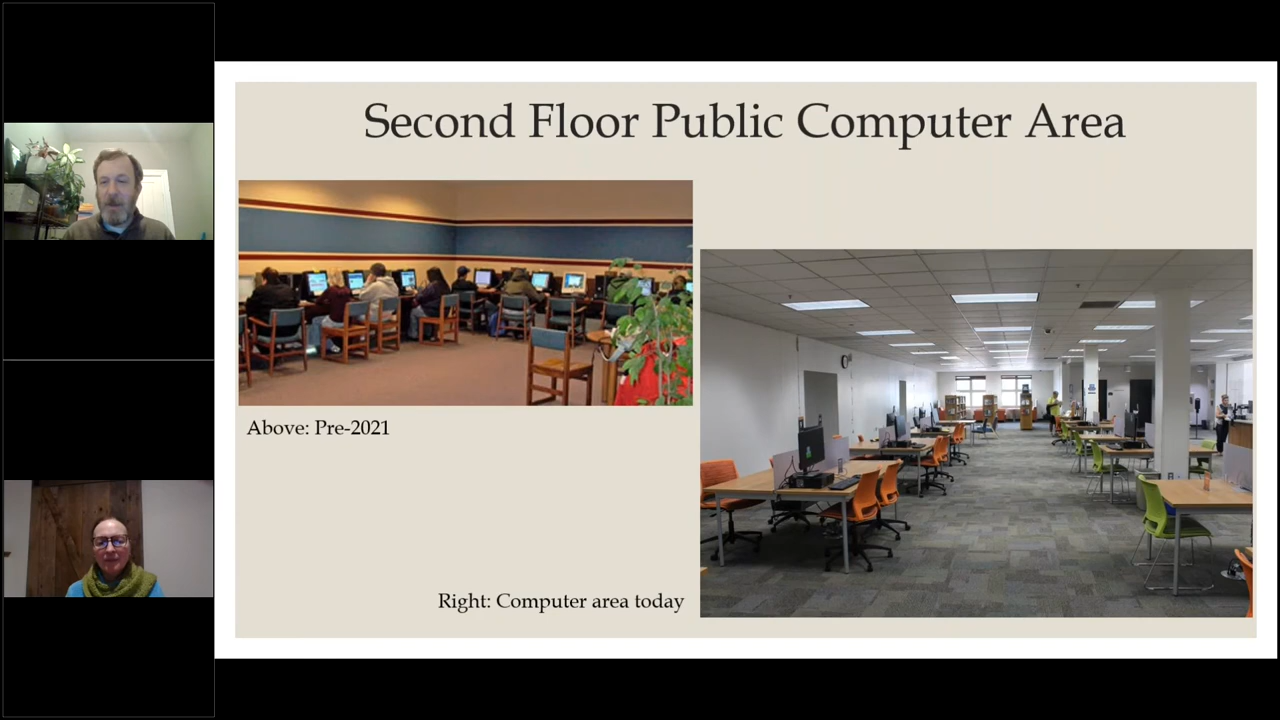 Second Floor Public Computer Area
Above: Pre-2021
Right: Computer area today